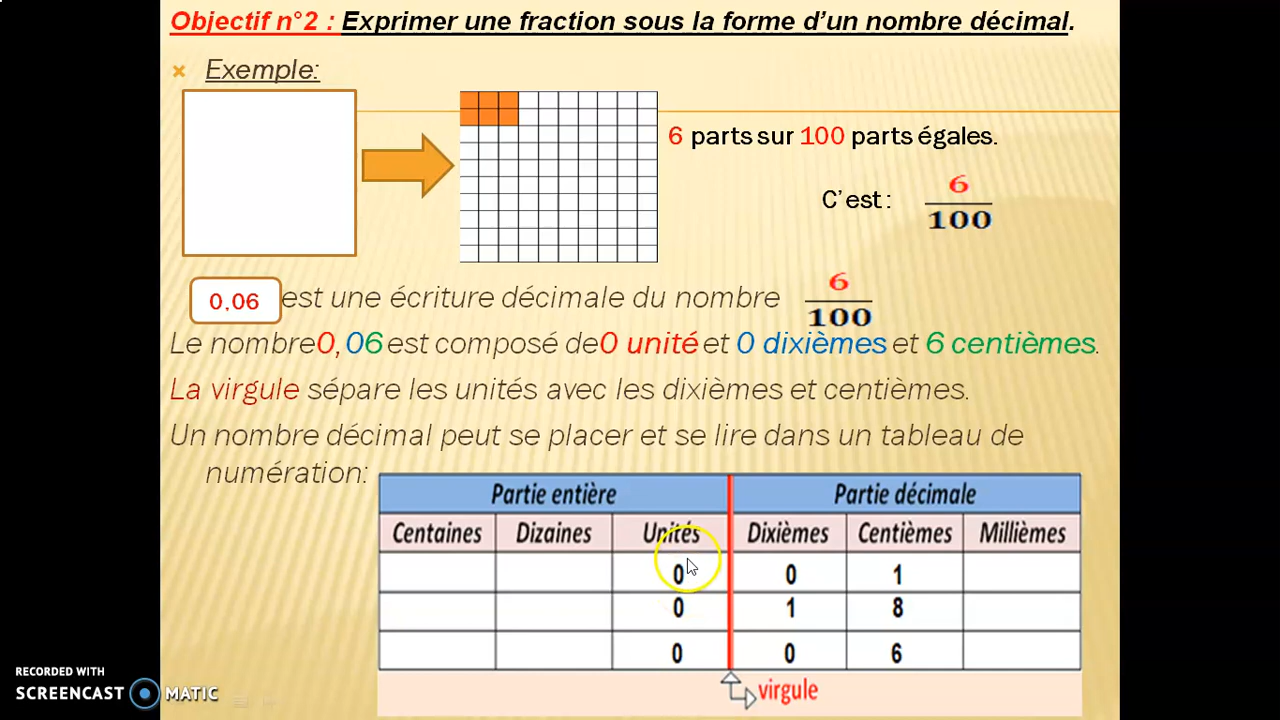 Objectif n°2 : Exprimer une fraction sous la forme d’un nombre décimal.
Exemple:
6 parts sur 100 parts égales.
C’est :
6
100
0,06 est une écriture décimale du nombre
6
100
Le nombre0,06 est composé de0 unité et 0 dixièmes et 6 centièmes.
La virgule sépare les unités avec les dixièmes et centièmes.
Un nombre décimal peut se placer et se lire dans un tableau de
numération:
Partie entière Partie décimale
Centaines Dizaines Unités Dixièmes Centièmes Millièmes
0 0 1
0 1 8
0 0 6
virgule
RECORDED WITH
SCREENCAST MATIC